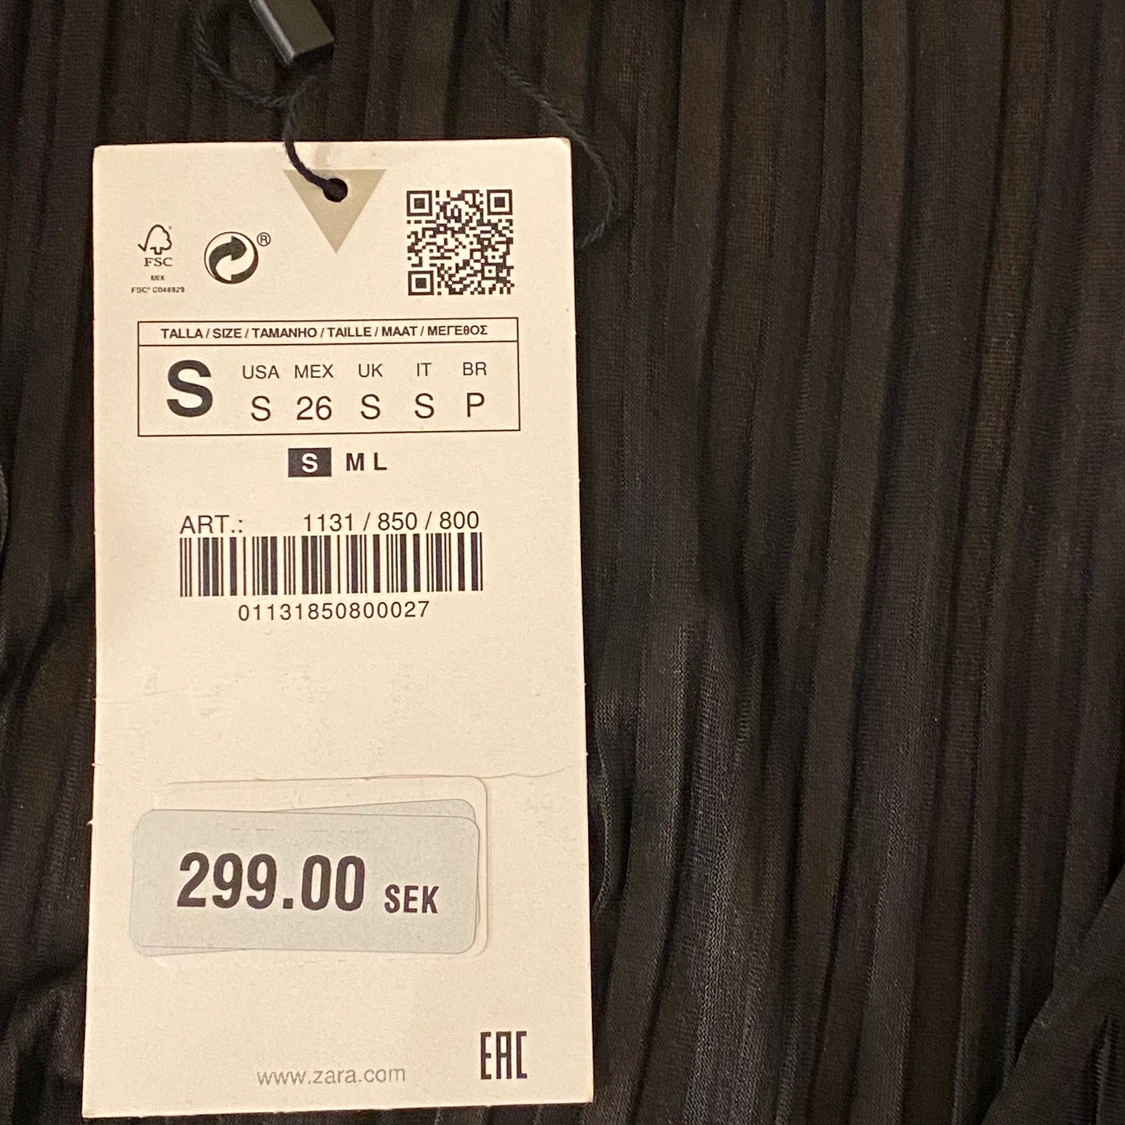 FSC
MIX
FSC® C048829
®
TALLA / SIZE / TAMANHO / TAILLE / MAAT / ΜΕΓΕΘΟΣ
S
USA MEX UK IT BR
S 26 S S P
S M L
ART.: 1131 / 850 / 800
01131850800027
299.00 SEK
EAC
www.zara.com